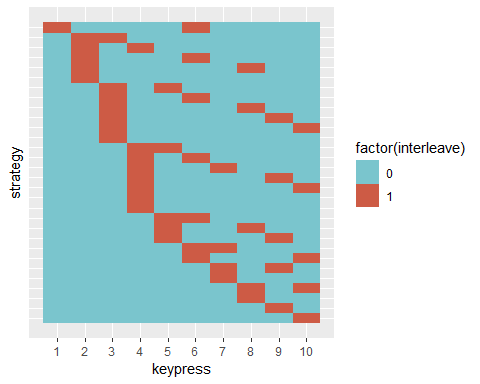 strategy
1 2 3 4 5 6 7 8 9 10
keypress
factor(interleave)
0
1